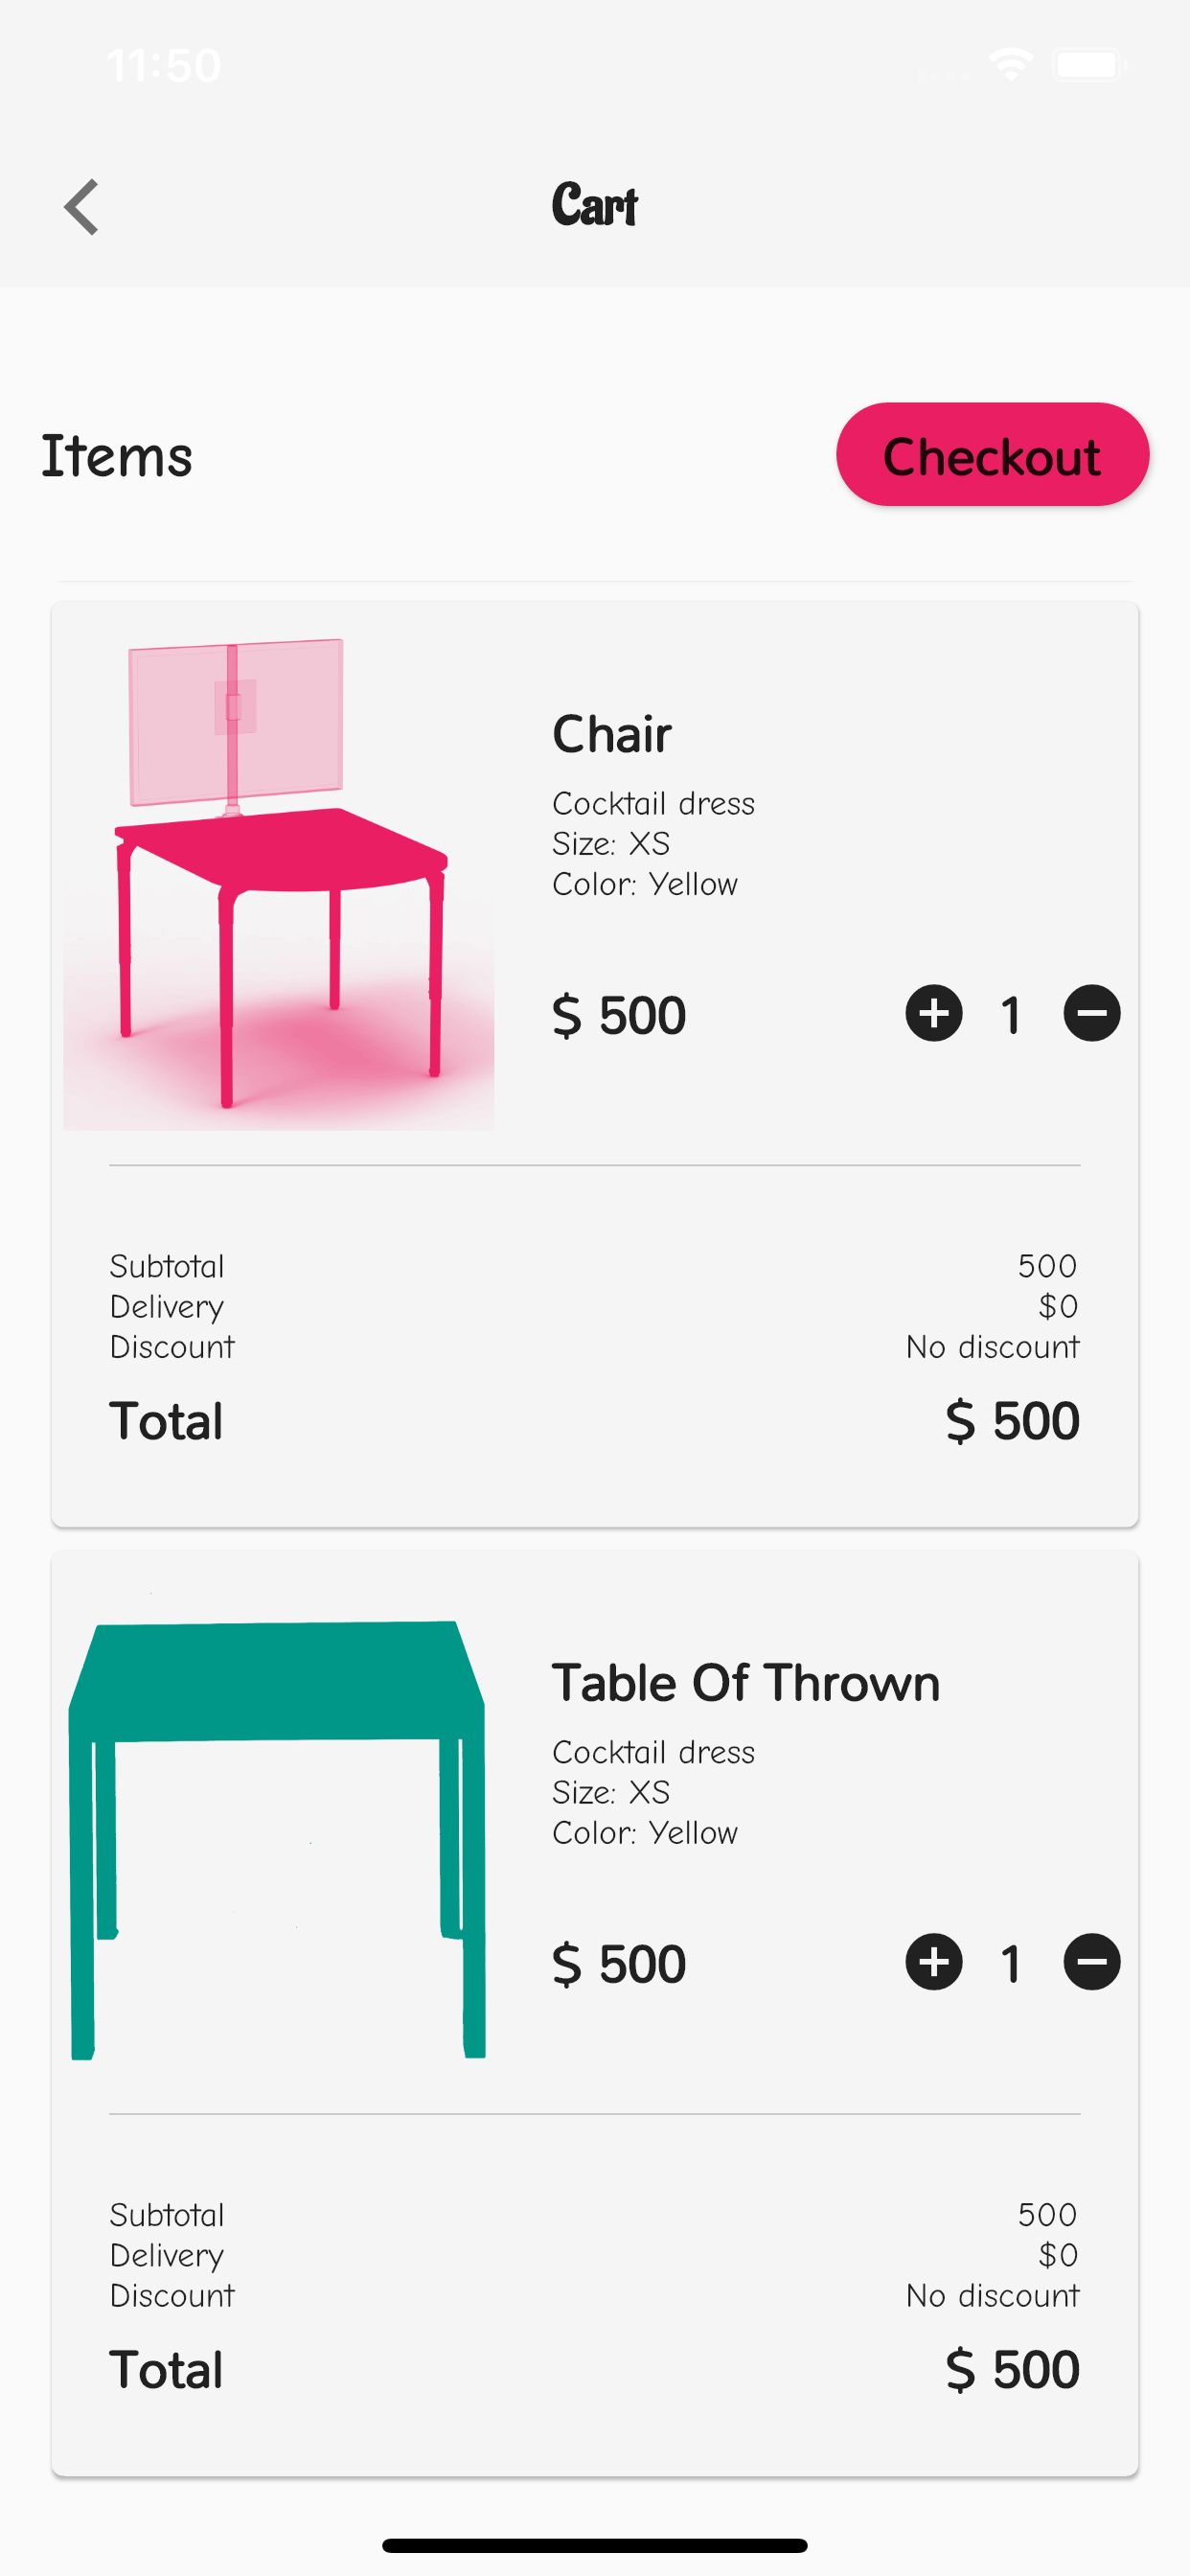 11:50
Cart
Items
Checkout
Chair
Cocktail dress
Size: XS
Color: Yellow
$ 500
1
Subtotal 500
Delivery $0
Discount No discount
Total $ 500
Table Of Thrown
Cocktail dress
Size: XS
Color: Yellow
$ 500
1
Subtotal 500
Delivery $0
Discount No discount
Total $ 500